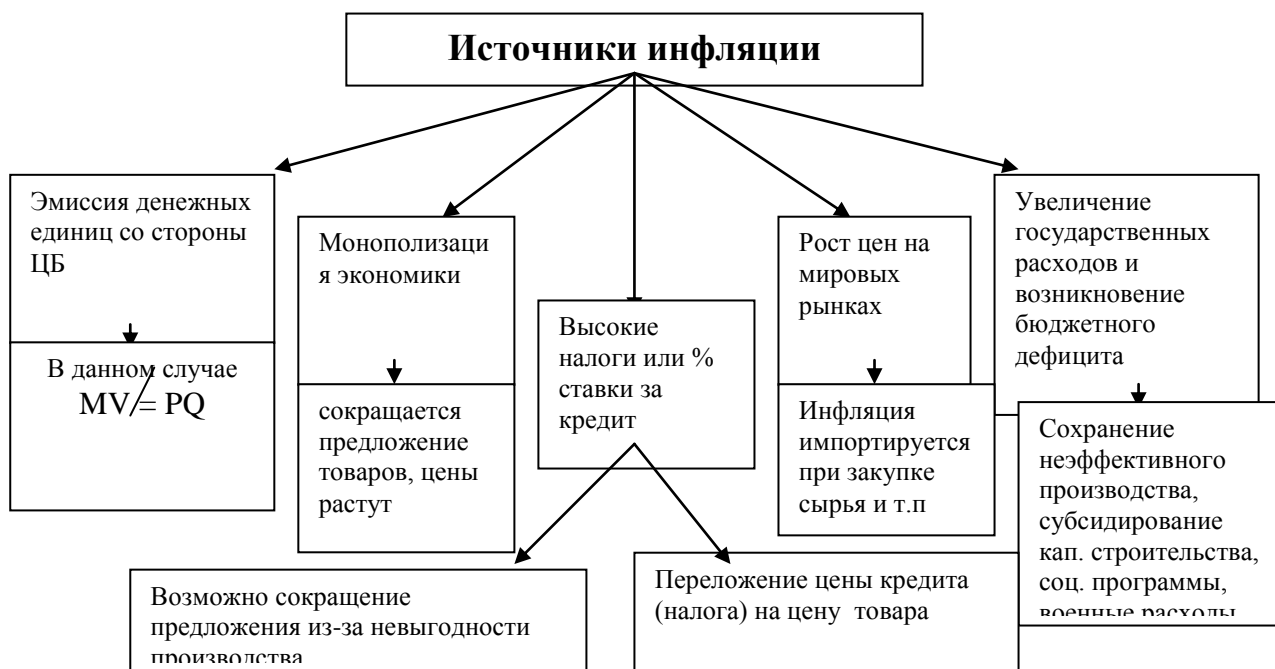 Источники инфляции
Эмиссия денежных
единиц со стороны
ЦБ
В данном случае
MV ≠ PQ
Монополизаци
я экономики
сокращается
предложение
товаров, цены
растут
Высокие
налоги или %
ставки за
кредит
Возможно сокращение
предложения из-за невыгодности
производства
Переложение цены кредита
(налога) на цену товара
Рост цен на
мировых
рынках
Инфляция
импортируется
при закупке
сырья и т.п
Увеличение
государственных
расходов и
возникновение
бюджетного
дефицита
Сохранение
неэффективного
производства,
субсидирование
кап. строительства,
соц. программы,
военные расходы